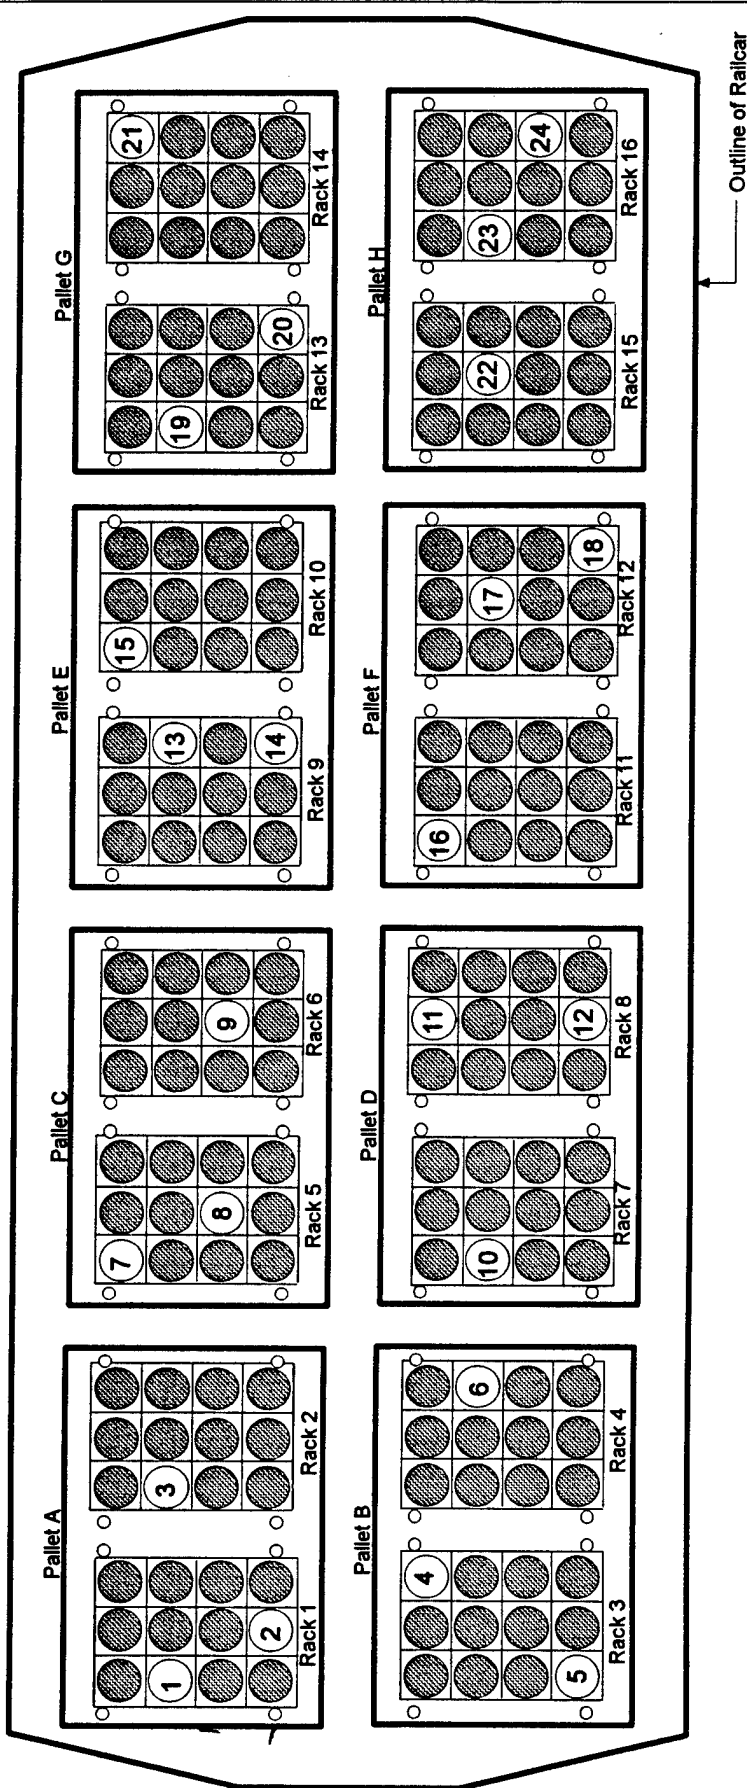 Outline of Railcar
Pallet A
1
2
Rack 1
3
Rack 2
Pallet C
7
8
Rack 5
9
Rack 6
Pallet E
13
14
Rack 9
15
Rack 10
Pallet G
19
20
Rack 13
21
Rack 14
Pallet B
4
5
Rack 3
6
Rack 4
Pallet D
10
Rack 7
11
12
Rack 8
Pallet F
16
Rack 11
17
18
Rack 12
Pallet H
22
Rack 15
23
24
Rack 16